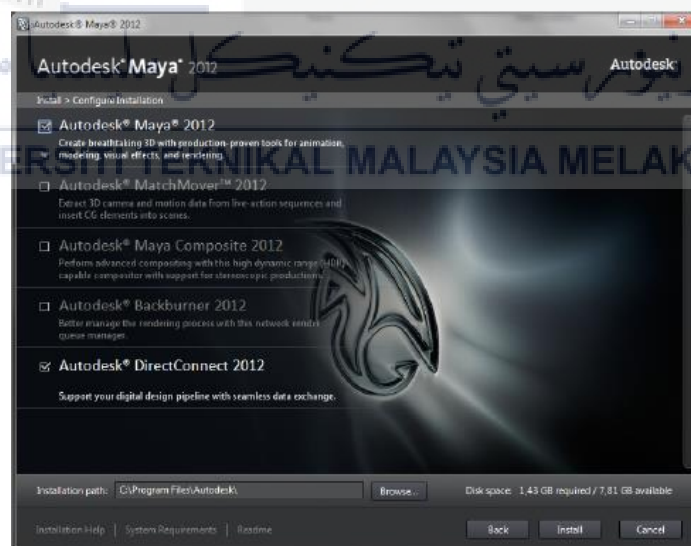 Autodesk® Maya® 2012
Autodesk® Maya® 2012
Autodesk®
اونيۏرسيتي تيكنيكل
Install > Configure Installation
Autodesk® Maya® 2012
Create breathtaking 3D with production-proven tools for animation,
modeling, visual effects, and rendering.
TEKNIKAL MALAYSIA MELAK
Autodesk® MatchMover™ 2012
Extract 3D camera and motion data from live-action sequences and
insert CG elements into scenes.
Autodesk® Maya Composite 2012
Perform advanced compositing with this high dynamic range (HDR)
capable compositor with support for stereoscopic productions.
Autodesk® Backburner 2012
Better manage the rendering process with this network render
queue manager.
Autodesk® DirectConnect 2012
Support your digital design pipeline with seamless data exchange.
Installation path: C:\Program Files\Autodesk\ Browse... Disk space: 1,43 GB required / 7,81 GB available
Installation Help | System Requirements | Readme Back Install Cancel